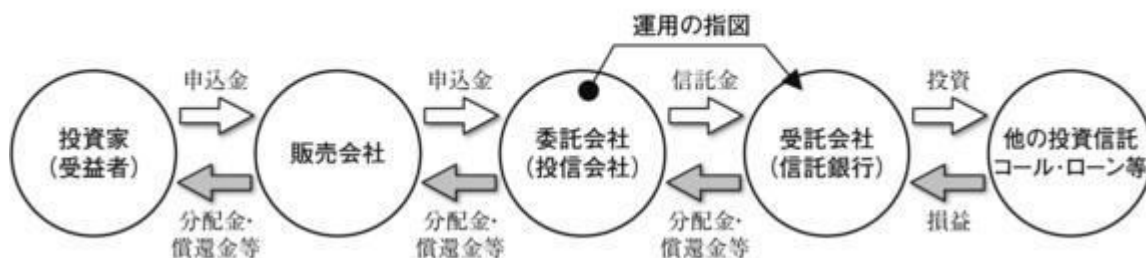 運用の指図
申込金
申込金
信託金
投資
投資家
（受益者）
販売会社
委託会社
（投信会社）
受託会社
（信託銀行）
他の投資信託
コール・ローン等
分配金・
償還金等
分配金・
償還金等
分配金・
償還金等
損益